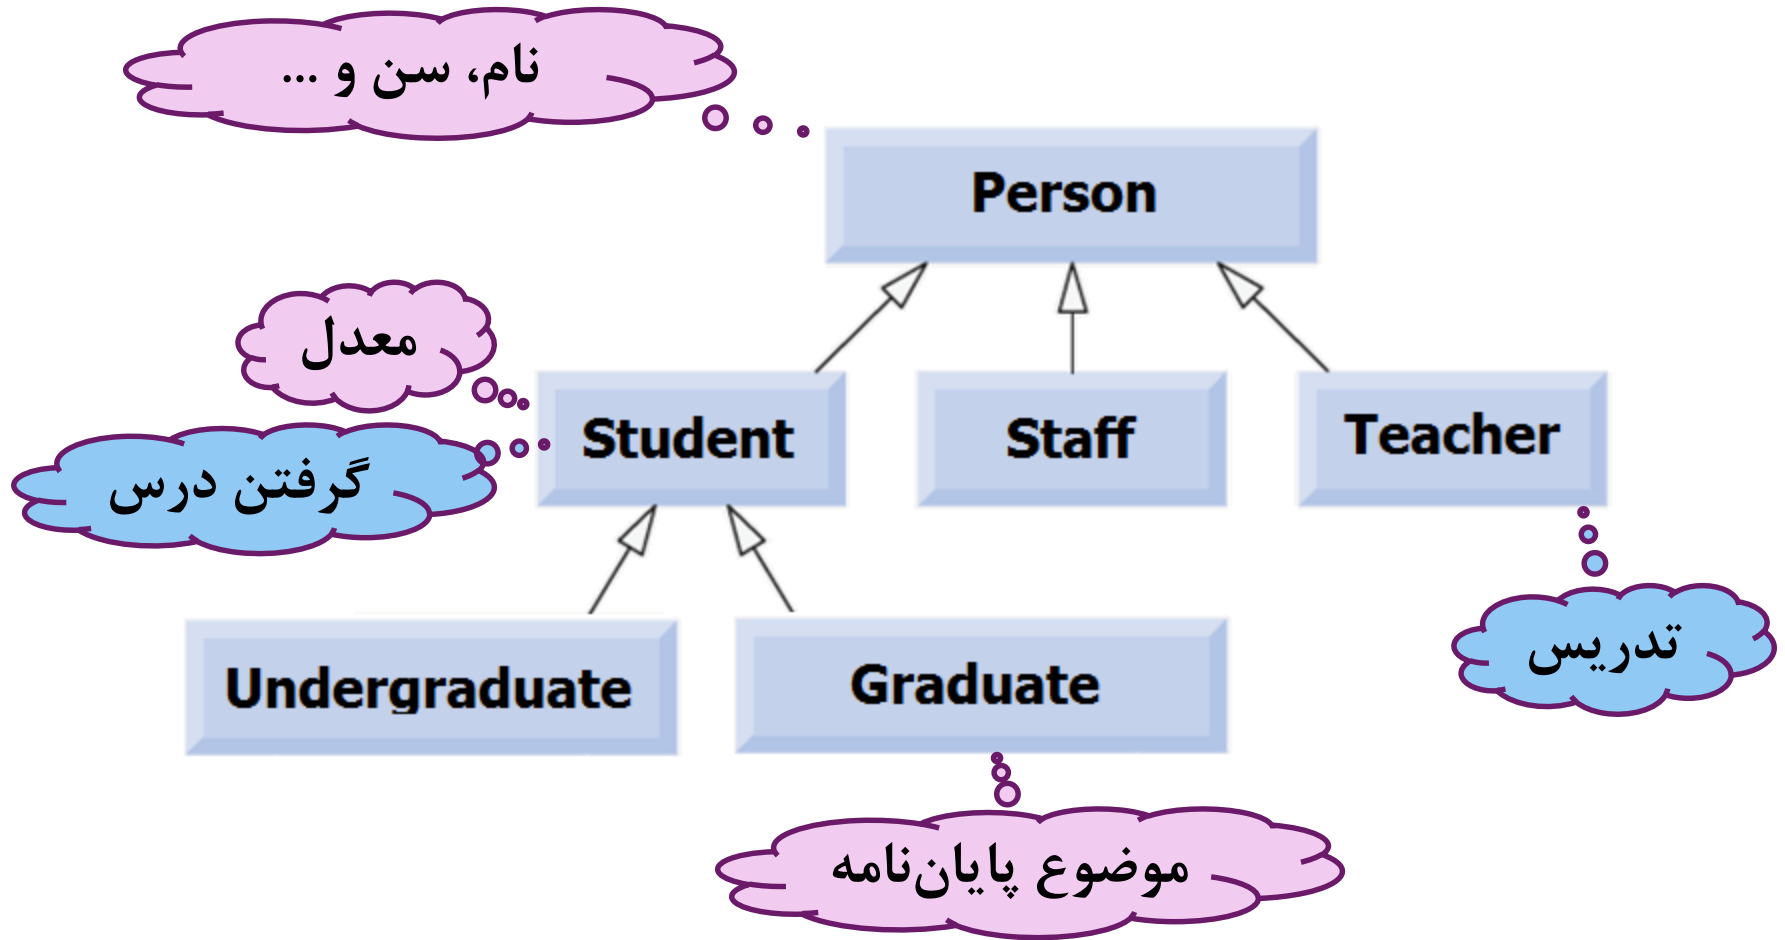 نام، سن و ...
Person
معدل
گرفتن درس
Student
Staff
Teacher
Undergraduate
Graduate
تدریس
موضوع پایان‌نامه